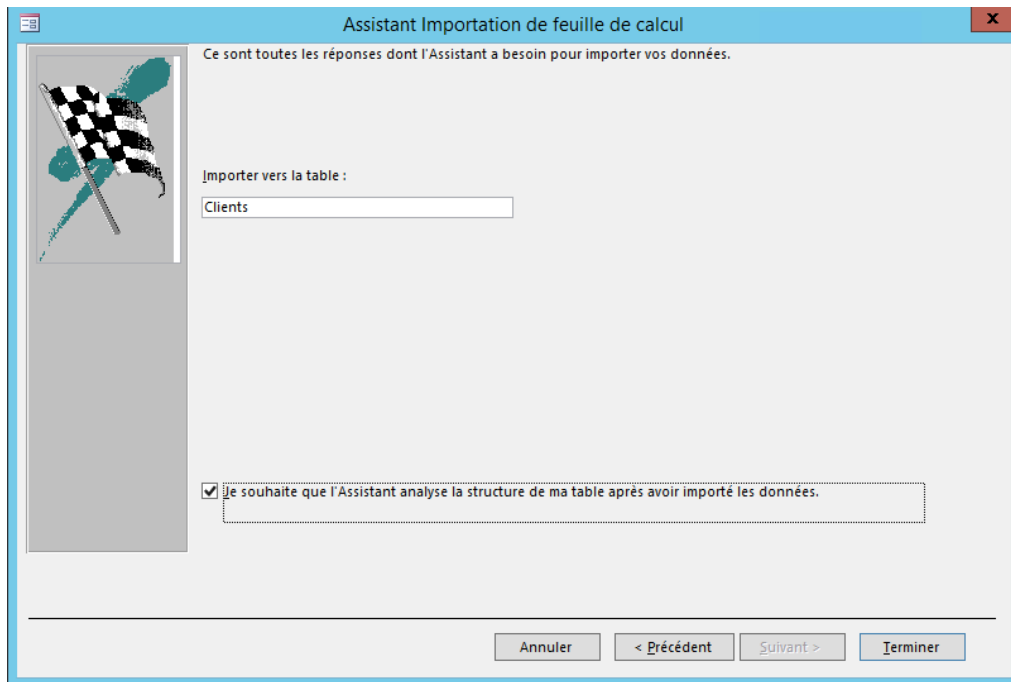 Assistant Importation de feuille de calcul
x
Ce sont toutes les réponses dont l'Assistant a besoin pour importer vos données.
Importer vers la table :
Clients
Je souhaite que l'Assistant analyse la structure de ma table après avoir importé les données.
Annuler
< Précédent
Suivant >
Terminer